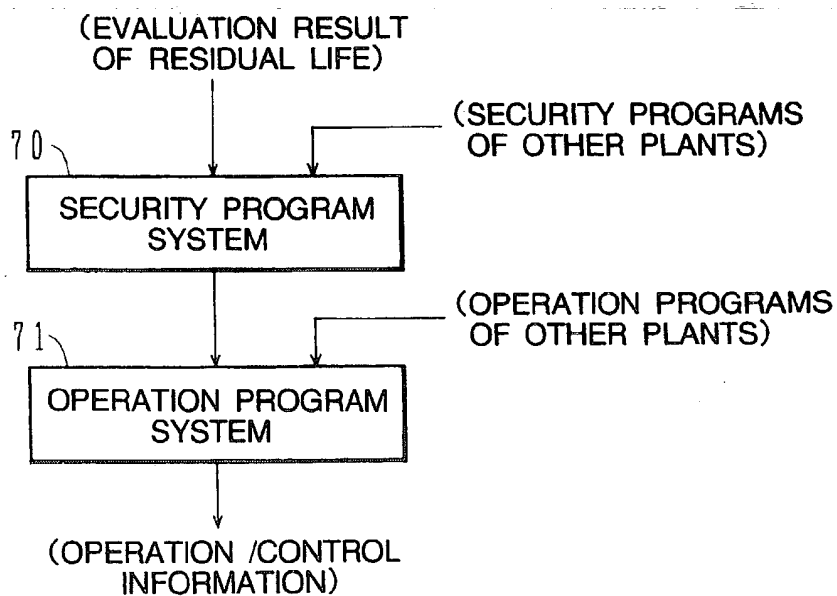 (EVALUATION RESULT
OF RESIDUAL LIFE)
(SECURITY PROGRAMS
OF OTHER PLANTS)
70
SECURITY PROGRAM
SYSTEM
(OPERATION PROGRAMS
OF OTHER PLANTS)
71
OPERATION PROGRAM
SYSTEM
(OPERATION /CONTROL
INFORMATION)